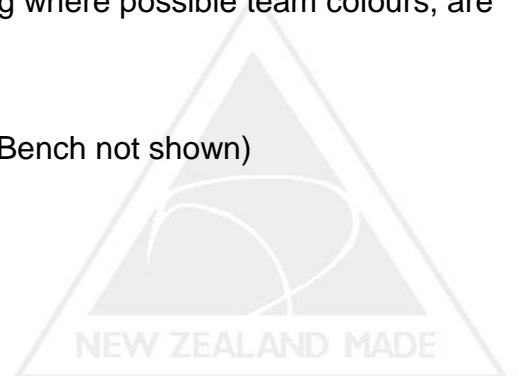 g where possible team colours, are
Bench not shown)
NEW ZEALAND MADE